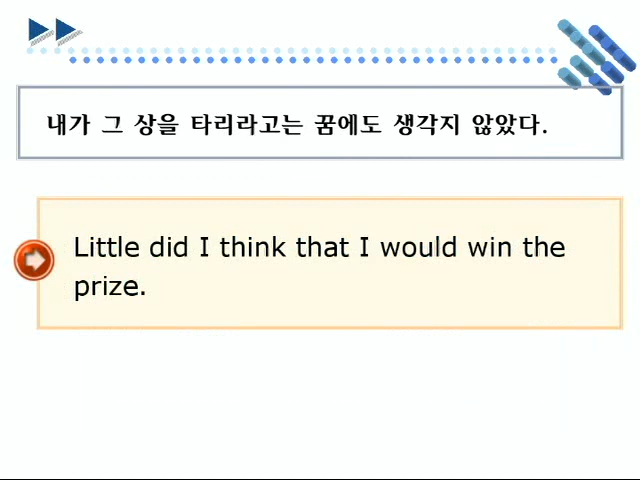 내가 그 상을 타리라고는 꿈에도 생각지 않았다.
Little did I think that I would win the
prize.